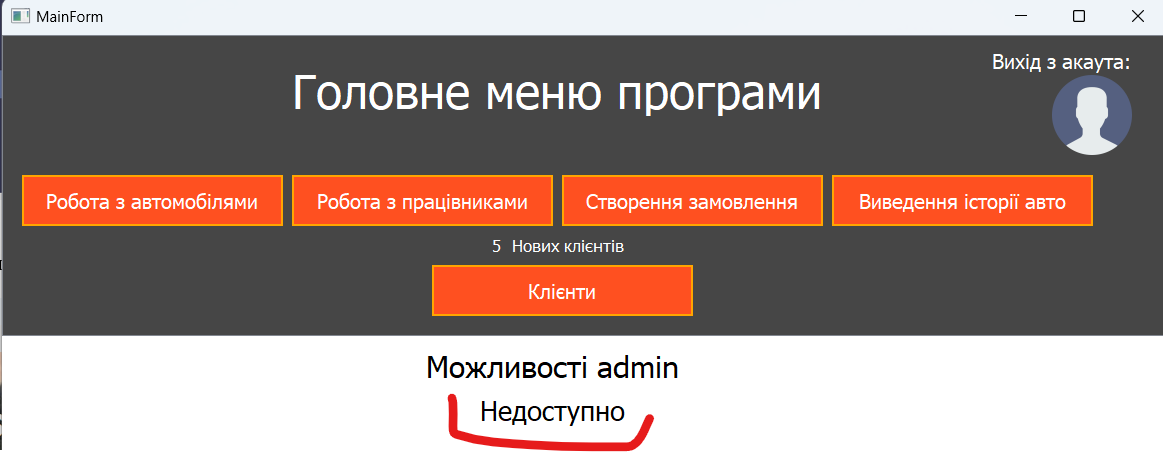 MainForm
Вихід з акаута:
Головне меню програми
Робота з автомобілями
Робота з працівниками
Створення замовлення
Виведення історії авто
5 Нових клієнтів
Клієнти
Можливості admin
Недоступно